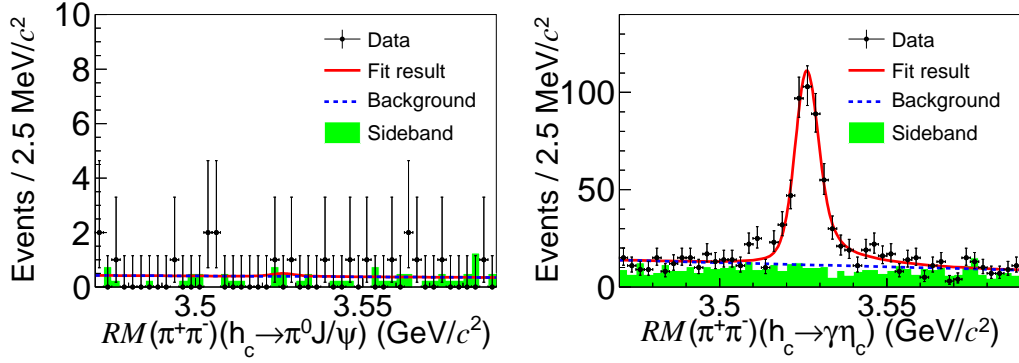 Events / 2.5 MeV/c²
10
8
6
4
2
0
Data
Fit result
Background
Sideband
3.5
3.55
RM(π⁺π⁻)(h_c→π⁰J/ψ) (GeV/c²)
Events / 2.5 MeV/c²
100
50
0
Data
Fit result
Background
Sideband
3.5
3.55
RM(π⁺π⁻)(h_c→γη_c) (GeV/c²)